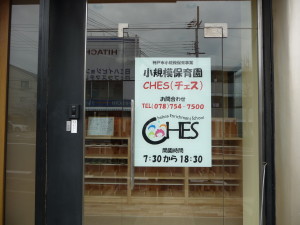 HITACHI
神戸市小規模保育事業
小規模保育園
CHES(チェス)
お問合わせ
TEL(078)754-7500
CHES
開園時間
7:30から18:30